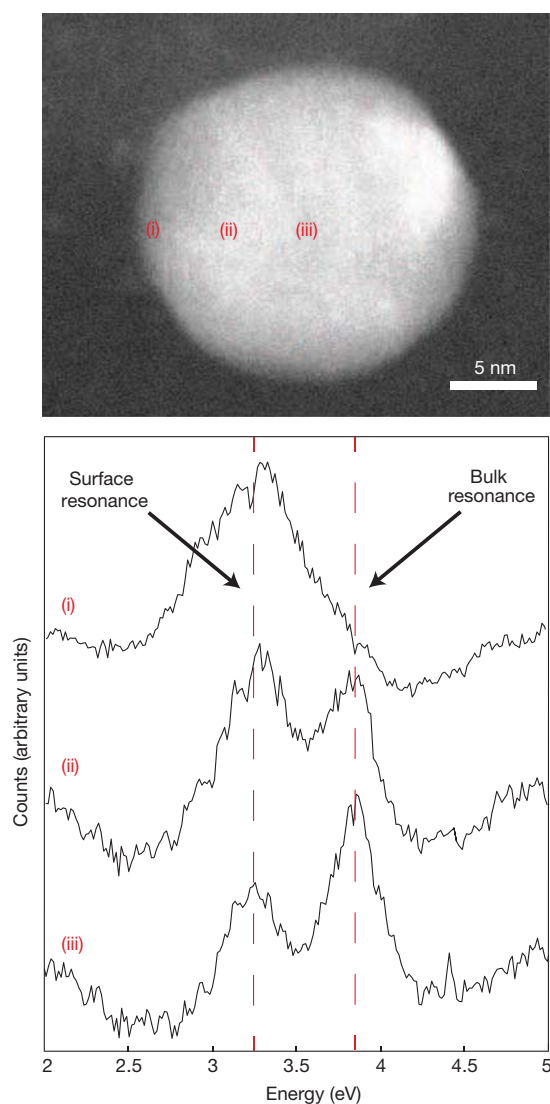 (i) (ii) (iii)
5 nm
Surface
resonance
Bulk
resonance
(i)
(ii)
(iii)
Counts (arbitrary units)
2 2.5 3 3.5 4 4.5 5
Energy (eV)